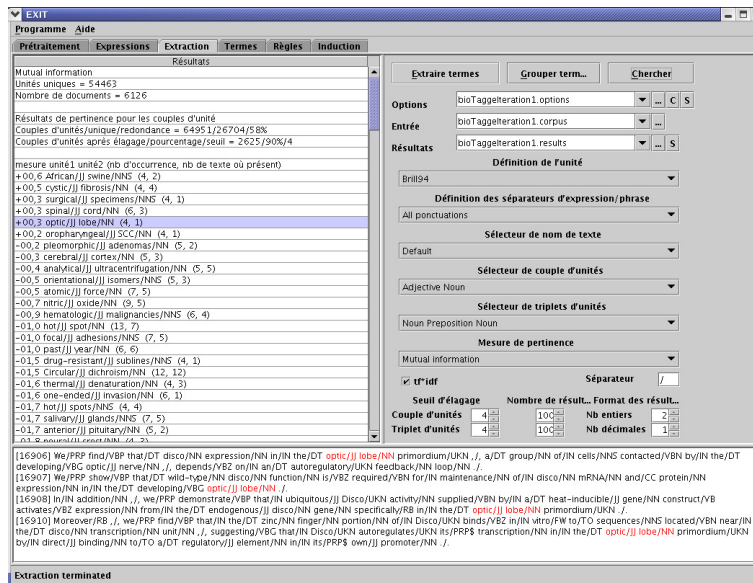 EXIT
Programme Aide
Prétraitement Expressions Extraction Termes Règles Induction
Résultats
Mutual information
Unités uniques = 54463
Nombre de documents = 6126
Résultats de pertinence pour les couples d'unité
Couples d'unités/unique/redondance = 64951/26704/58%
Couples d'unités aprés élagage/pourcentage/seuil = 2625/90%/4
mesure unité1 unité2 (nb d'occurrence, nb de texte où présent)
+00,6 African/JJ swine/NNS (4, 2)
+00,5 cystic/JJ fibrosis/NN (4, 4)
+00,3 surgical/JJ specimens/NNS (4, 1)
+00,3 spinal/JJ cord/NN (6, 3)
+00,3 optic/JJ lobe/NN (4, 1)
+00,2 oropharyngeal/JJ SCC/NN (4, 1)
-00,2 pleomorphic/JJ adenomas/NN (5, 2)
-00,3 cerebral/JJ cortex/NN (5, 3)
-00,4 analytical/JJ ultracentrifugation/NN (5, 5)
-00,5 orientational/JJ isomers/NNS (5, 3)
-00,5 atomic/JJ force/NN (7, 5)
-00,7 nitric/JJ oxide/NN (9, 5)
-00,9 hematologic/JJ malignancies/NNS (6, 4)
-01,0 hot/JJ spot/NN (13, 7)
-01,0 focal/JJ adhesions/NNS (7, 5)
-01,0 past/JJ year/NN (6, 6)
-01,5 drug-resistant/JJ sublines/NNS (4, 1)
-01,5 Circular/JJ dichroism/NN (12, 12)
-01,6 thermal/JJ denaturation/NN (4, 3)
-01,6 one-ended/JJ invasion/NN (6, 1)
-01,7 hot/JJ spots/NNS (4, 4)
-01,7 salivary/JJ glands/NNS (7, 5)
-01,7 anterior/JJ pituitary/NN (5, 2)
-01,8 neural/JJ crest/NN (4, 3)
Extraire termes Grouper term... Chercher
Options bioTaggeIteration1.options ... C S
Entrée bioTaggeIteration1.corpus ...
Résultats bioTaggeIteration1.results ... S
Définition de l'unité
Brill94
Définition des séparateurs d'expression/phrase
All ponctuations
Sélecteur de nom de texte
Default
Sélecteur de couple d'unités
Adjective Noun
Sélecteur de triplets d'unités
Noun Preposition Noun
Mesure de pertinence
Mutual information
tf*idf Séparateur /
Seuil d'élagage Nombre de résult... Format des résult...
Couple d'unités 4 100 Nb entiers 2
Triplet d'unités 4 100 Nb décimales 1
[16906] We/PRP find/VBP that/DT disco/NN expression/NN in/IN the/DT optic/JJ lobe/NN primordium/UKN ,/, a/DT group/NN of/IN cells/NNS contacted/VBN by/IN the/DT
developing/VBG optic/JJ nerve/NN ,/, depends/VBZ on/IN an/DT autoregulatory/UKN feedback/NN loop/NN ./.
[16907] We/PRP show/NN that/DT wild-type/NN disco/NN function/NN is/VBZ required/VBN for/IN maintenance/NN of/IN disco/NN mRNA/NN and/CC protein/NN
expression/NN in/IN the/DT developing/VBG optic/JJ lobe/NN ./.
[16908] In/IN addition/NN ,/, we/PRP demonstrate/VBP that/IN ubiquitous/JJ Disco/UKN activity/NN supplied/VBN by/IN a/DT heat-inducible/JJ gene/NN construct/VB
activates/VBZ expression/NN from/IN the/DT endogenous/JJ disco/NN gene/NN specifically/RB in/IN the/DT optic/JJ lobe/NN primordium/UKN ./.
[16910] Moreover/RB ,/, we/PRP find/VBP that/IN the/DT zinc/NN finger/NN portion/NN of/IN Disco/UKN binds/VBZ in/IN vitro/FW to/TO sequences/NNS located/VBN near/IN
the/DT disco/NN transcription/NN unit/NN ,/, suggesting/VBG that/IN Disco/UKN autoregulates/UKN its/PRP$ transcription/NN in/IN the/DT optic/JJ lobe/NN primordium/UKN
by/IN direct/JJ binding/NN to/TO a/DT regulatory/JJ element/NN in/IN its/PRP$ own/JJ promoter/NN ./.
Extraction terminated